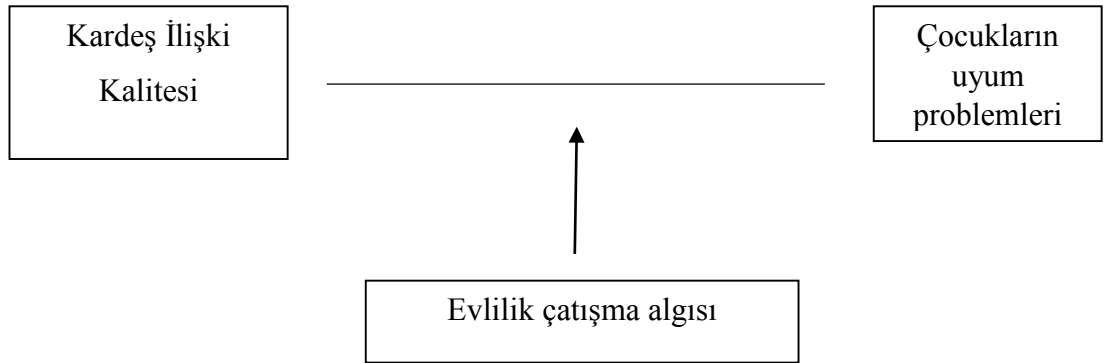 Kardeş İlişki
Kalitesi
Çocukların
uyum
problemleri
Evlilik çatışma algısı